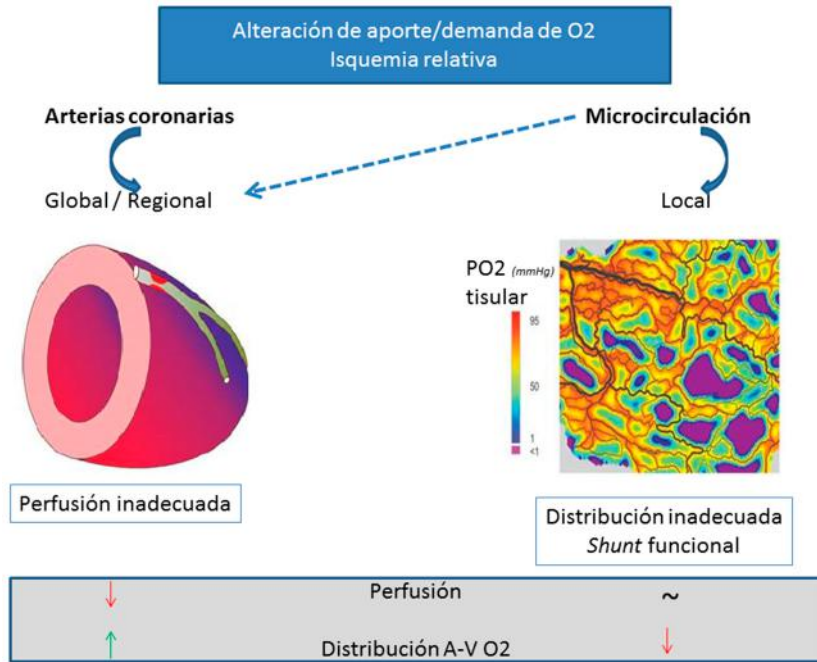 Alteración de aporte/demanda de O2
Isquemia relativa
Arterias coronarias
Microcirculación
Global / Regional
Local
PO2 (mmHg)
tisular
95
50
1
<1
Perfusión inadecuada
Distribución inadecuada
Shunt funcional
↓ Perfusión ~
↑ Distribución A-V O2 ↓